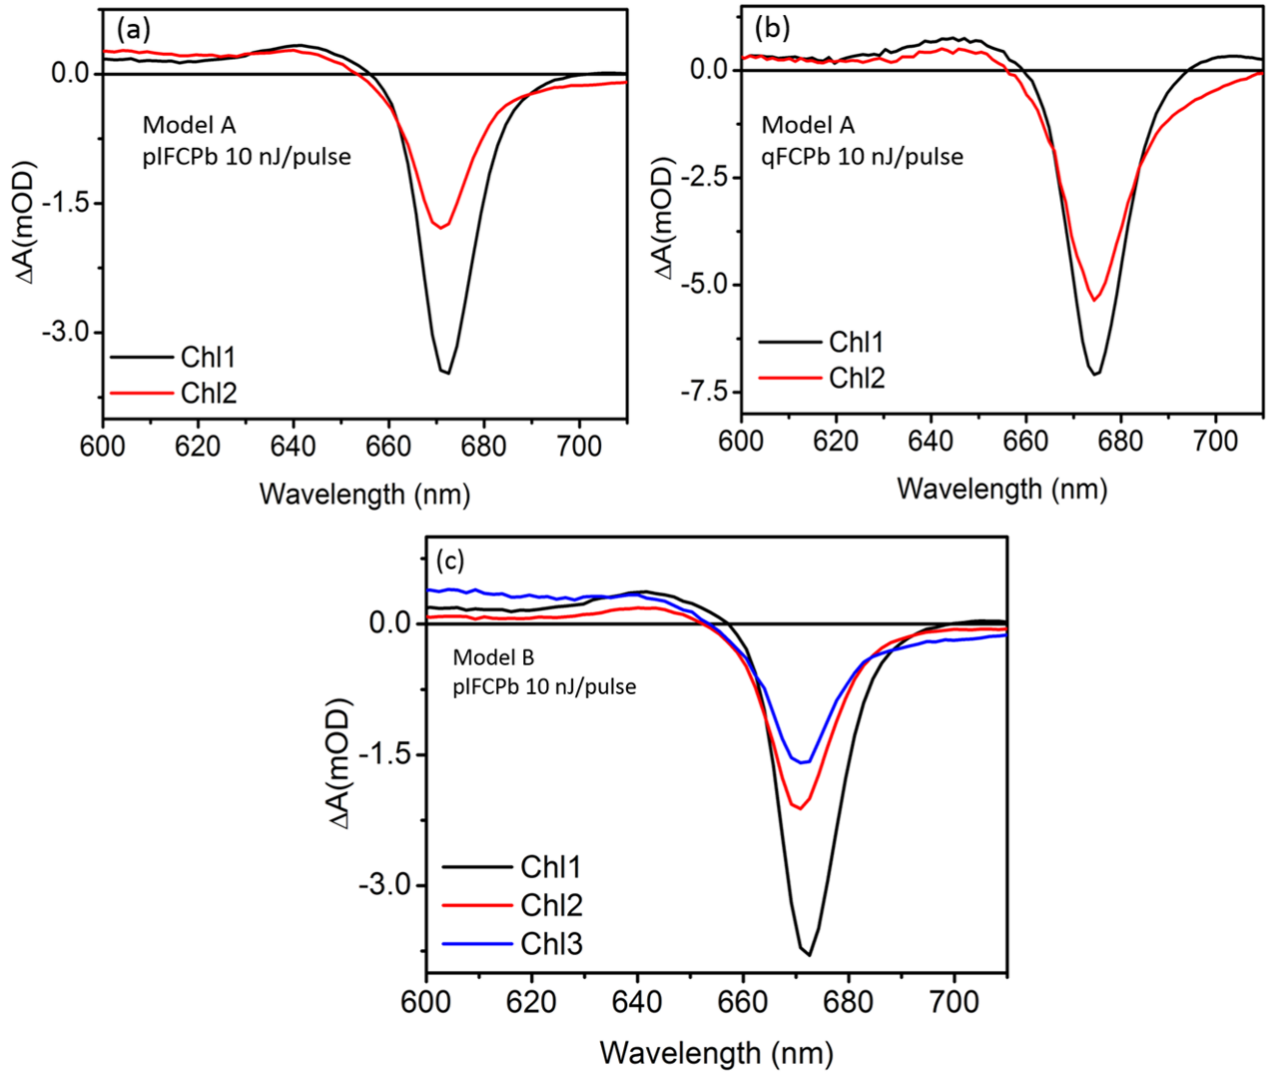 (a)
0.0
-1.5
-3.0
ΔA(mOD)
Model A
plFCPb 10 nJ/pulse
Chl1
Chl2
600 620 640 660 680 700
Wavelength (nm)
(b)
0.0
-2.5
-5.0
-7.5
ΔA(mOD)
Model A
qFCPb 10 nJ/pulse
Chl1
Chl2
600 620 640 660 680 700
Wavelength (nm)
(c)
0.0
-1.5
-3.0
ΔA(mOD)
Model B
plFCPb 10 nJ/pulse
Chl1
Chl2
Chl3
600 620 640 660 680 700
Wavelength (nm)